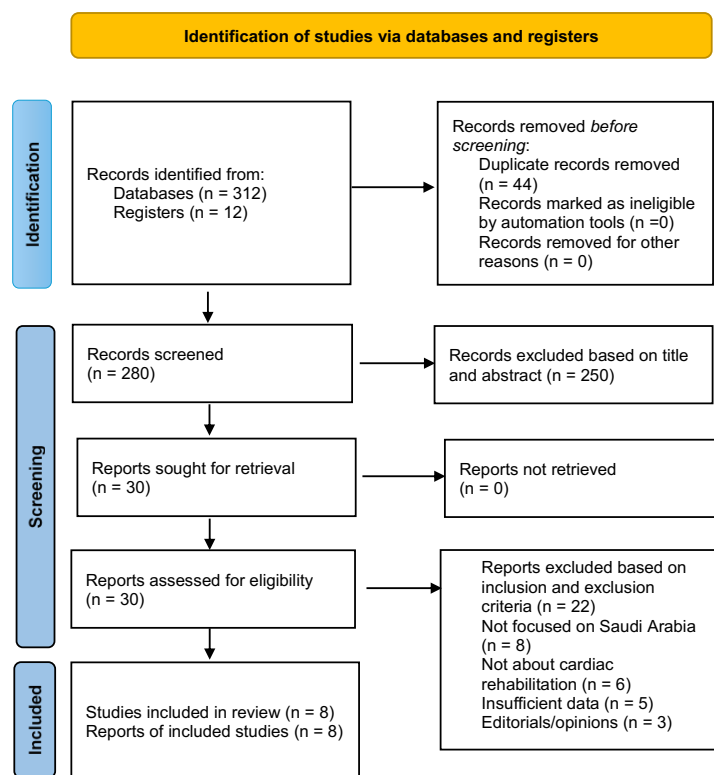 Identification of studies via databases and registers
Identification
Records identified from:
Databases (n = 312)
Registers (n = 12)
Records removed before
screening:
Duplicate records removed
(n = 44)
Records marked as ineligible
by automation tools (n =0)
Records removed for other
reasons (n = 0)
Screening
Records screened
(n = 280)
Records excluded based on title
and abstract (n = 250)
Reports sought for retrieval
(n = 30)
Reports not retrieved
(n = 0)
Reports assessed for eligibility
(n = 30)
Reports excluded based on
inclusion and exclusion
criteria (n = 22)
Not focused on Saudi Arabia
(n = 8)
Not about cardiac
rehabilitation (n = 6)
Insufficient data (n = 5)
Editorials/opinions (n = 3)
Included
Studies included in review (n = 8)
Reports of included studies (n = 8)